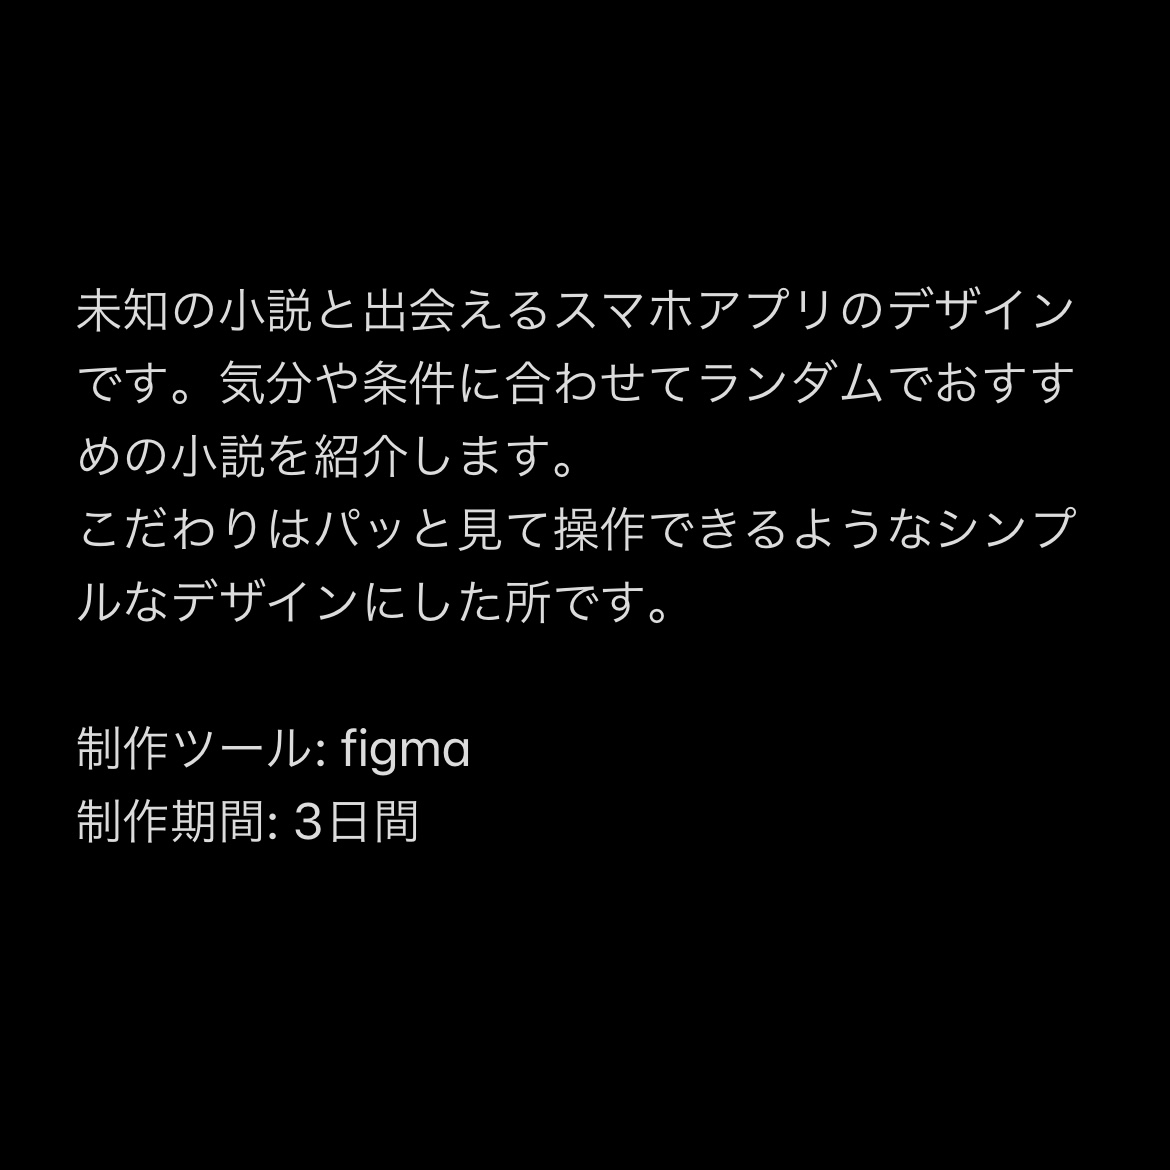 未知の小説と出会えるスマホアプリのデザイン
です。気分や条件に合わせてランダムでおすす
めの小説を紹介します。
こだわりはパッと見て操作できるようなシンプ
ルなデザインにした所です。
制作ツール: figma
制作期間: 3日間